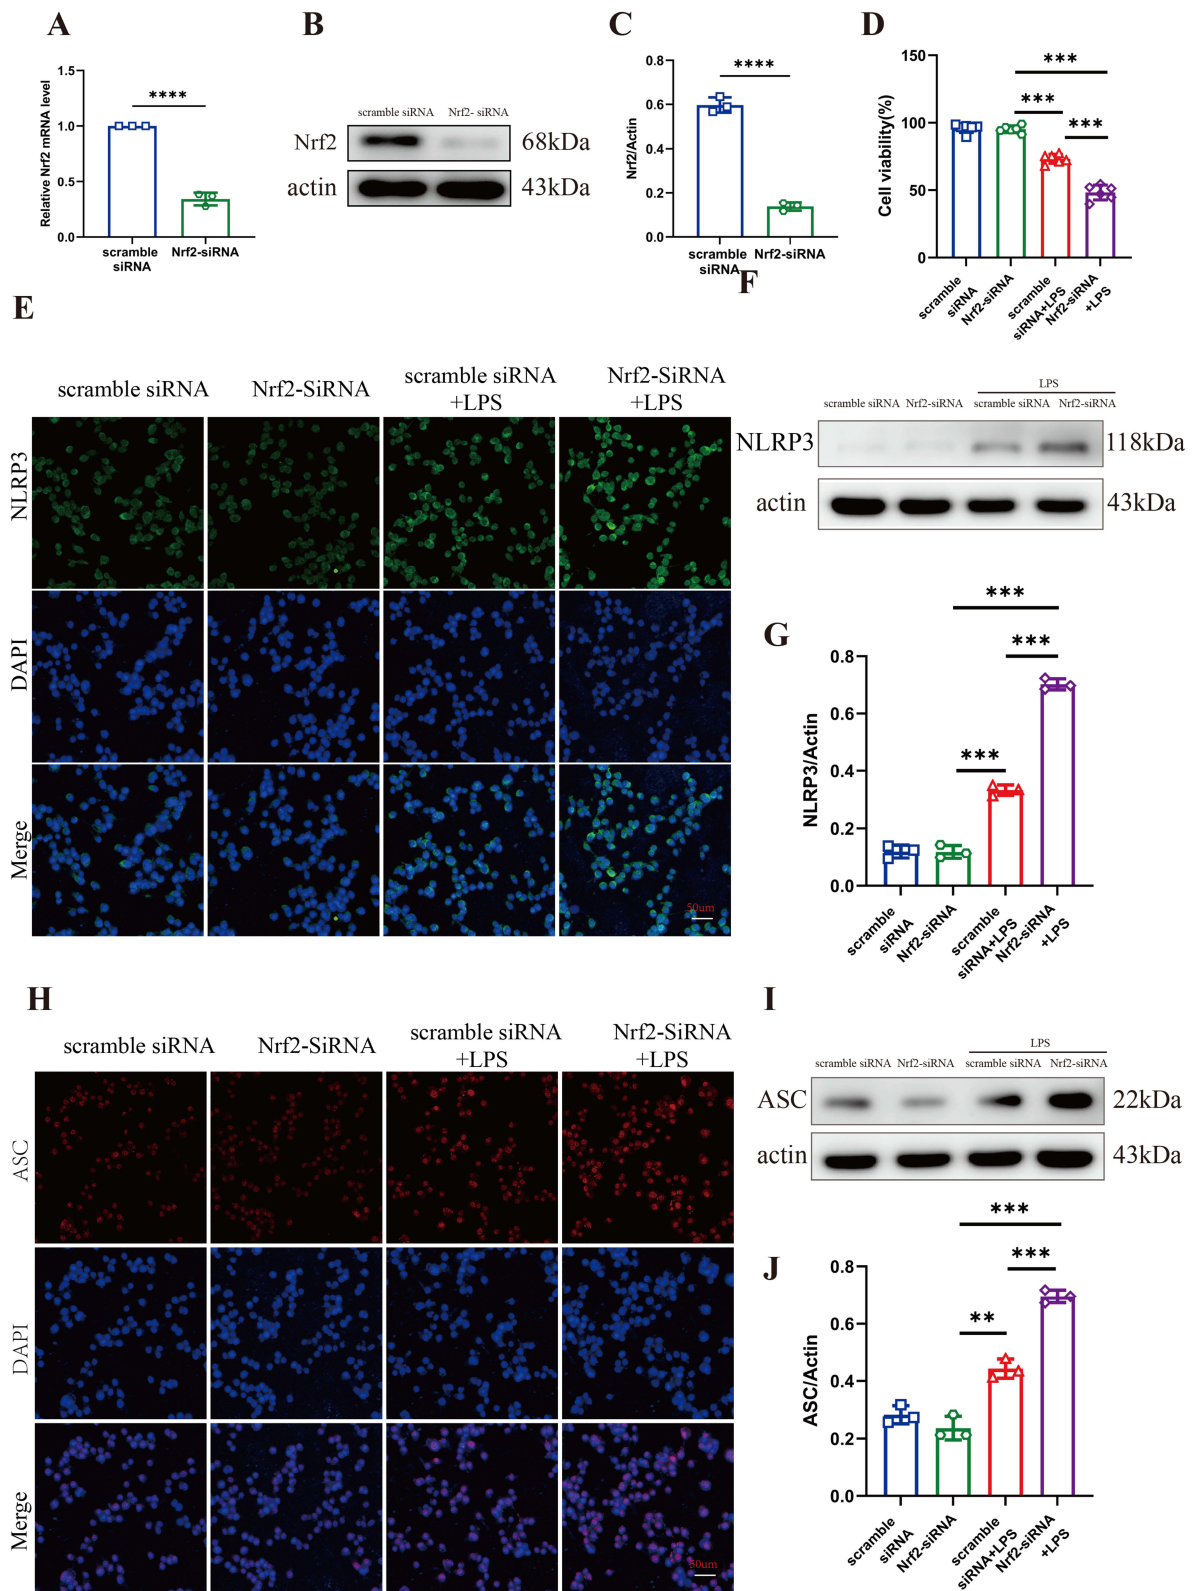 A
Relative Nrf2 mRNA level
1.5
1.0
0.5
0.0
****
scramble
siRNA
Nrf2-siRNA
B
scramble siRNA
Nrf2- siRNA
Nrf2
68kDa
actin
43kDa
C
Nrf2/Actin
0.8
0.6
0.4
0.2
0.0
****
scramble
siRNA
Nrf2-siRNA
D
Cell viability(%)
150
100
50
0
***
***
***
scramble
siRNA
Nrf2-siRNA
scramble
siRNA+LPS
Nrf2-siRNA
+LPS
E
scramble siRNA
Nrf2-SiRNA
scramble siRNA
+LPS
Nrf2-SiRNA
+LPS
NLRP3
DAPI
Merge
50um
F
LPS
scramble siRNA
Nrf2-siRNA
scramble siRNA
Nrf2-siRNA
NLRP3
118kDa
actin
43kDa
G
NLRP3/Actin
0.8
0.6
0.4
0.2
0.0
***
***
***
scramble
siRNA
Nrf2-siRNA
scramble
siRNA+LPS
Nrf2-siRNA
+LPS
H
scramble siRNA
Nrf2-SiRNA
scramble siRNA
+LPS
Nrf2-SiRNA
+LPS
ASC
DAPI
Merge
50um
I
LPS
scramble siRNA
Nrf2-siRNA
scramble siRNA
Nrf2-siRNA
ASC
22kDa
actin
43kDa
J
ASC/Actin
0.8
0.6
0.4
0.2
0.0
***
***
**
scramble
siRNA
Nrf2-siRNA
scramble
siRNA+LPS
Nrf2-siRNA
+LPS